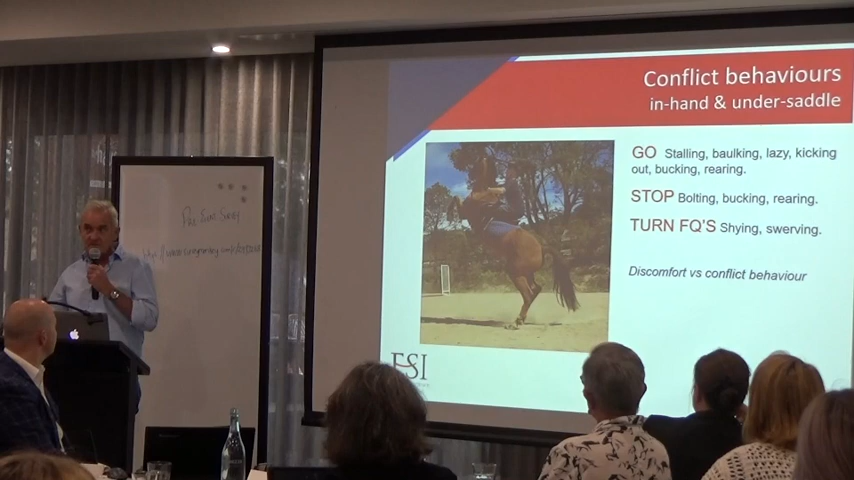 Conflict behaviours
in-hand & under-saddle
GO Stalling, baulking, lazy, kicking
out, bucking, rearing.
STOP Bolting, bucking, rearing.
TURN FQ'S Shying, swerving.
Discomfort vs conflict behaviour
ESI